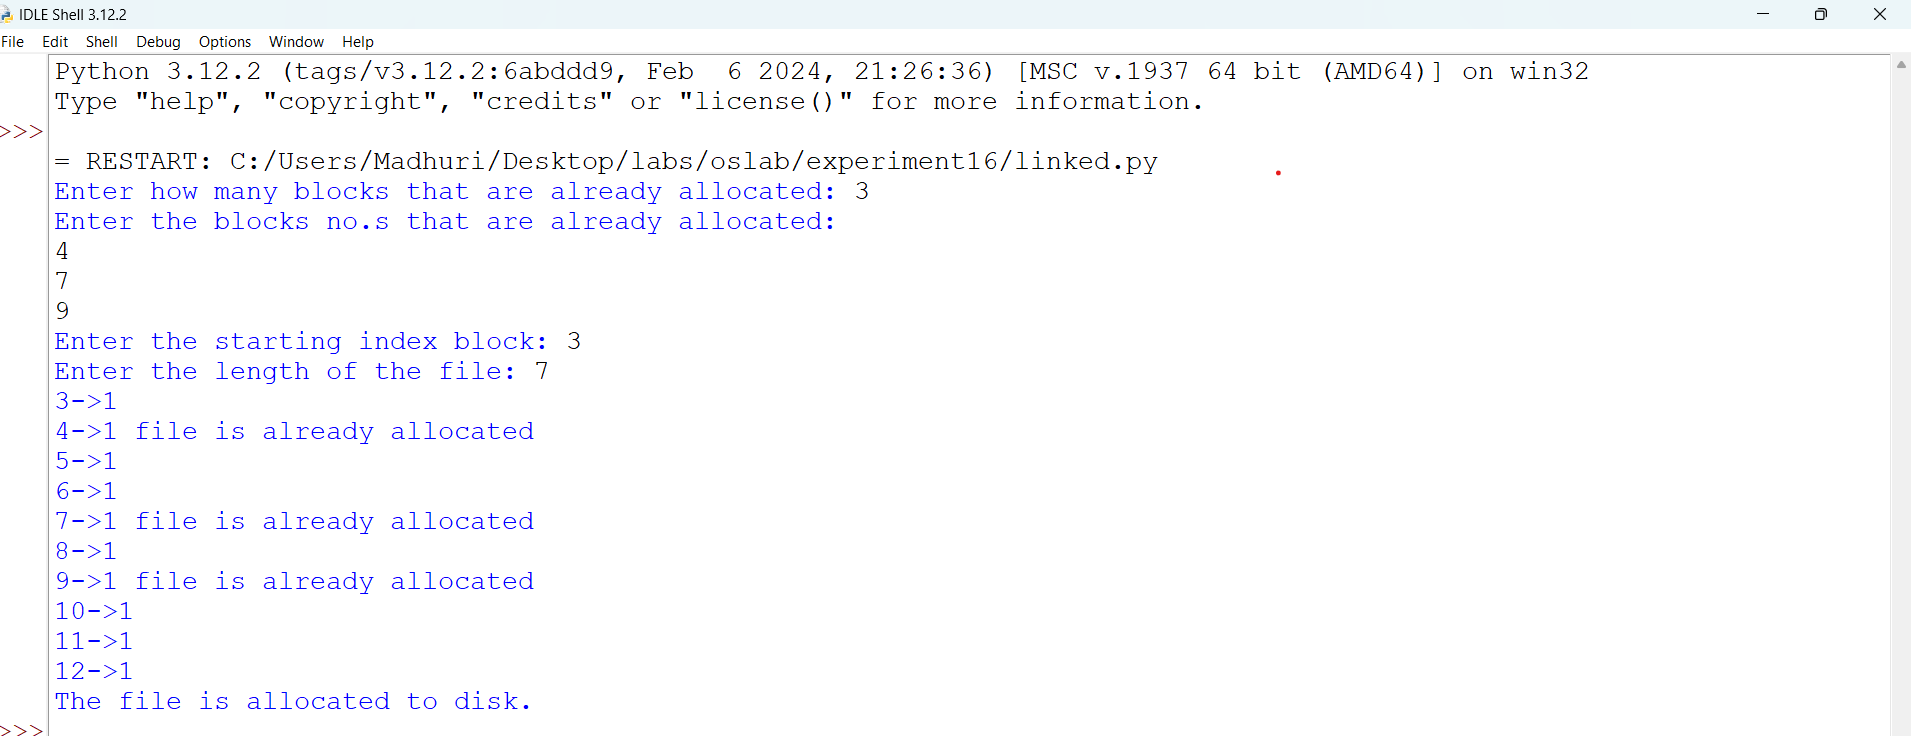 IDLE Shell 3.12.2
File Edit Shell Debug Options Window Help
Python 3.12.2 (tags/v3.12.2:6abddd9, Feb  6 2024, 21:26:36) [MSC v.1937 64 bit (AMD64)] on win32
Type "help", "copyright", "credits" or "license()" for more information.
>>>
= RESTART: C:/Users/Madhuri/Desktop/labs/oslab/experiment16/linked.py
Enter how many blocks that are already allocated: 3
Enter the blocks no.s that are already allocated:
4
7
9
Enter the starting index block: 3
Enter the length of the file: 7
3->1
4->1 file is already allocated
5->1
6->1
7->1 file is already allocated
8->1
9->1 file is already allocated
10->1
11->1
12->1
The file is allocated to disk.
>>>